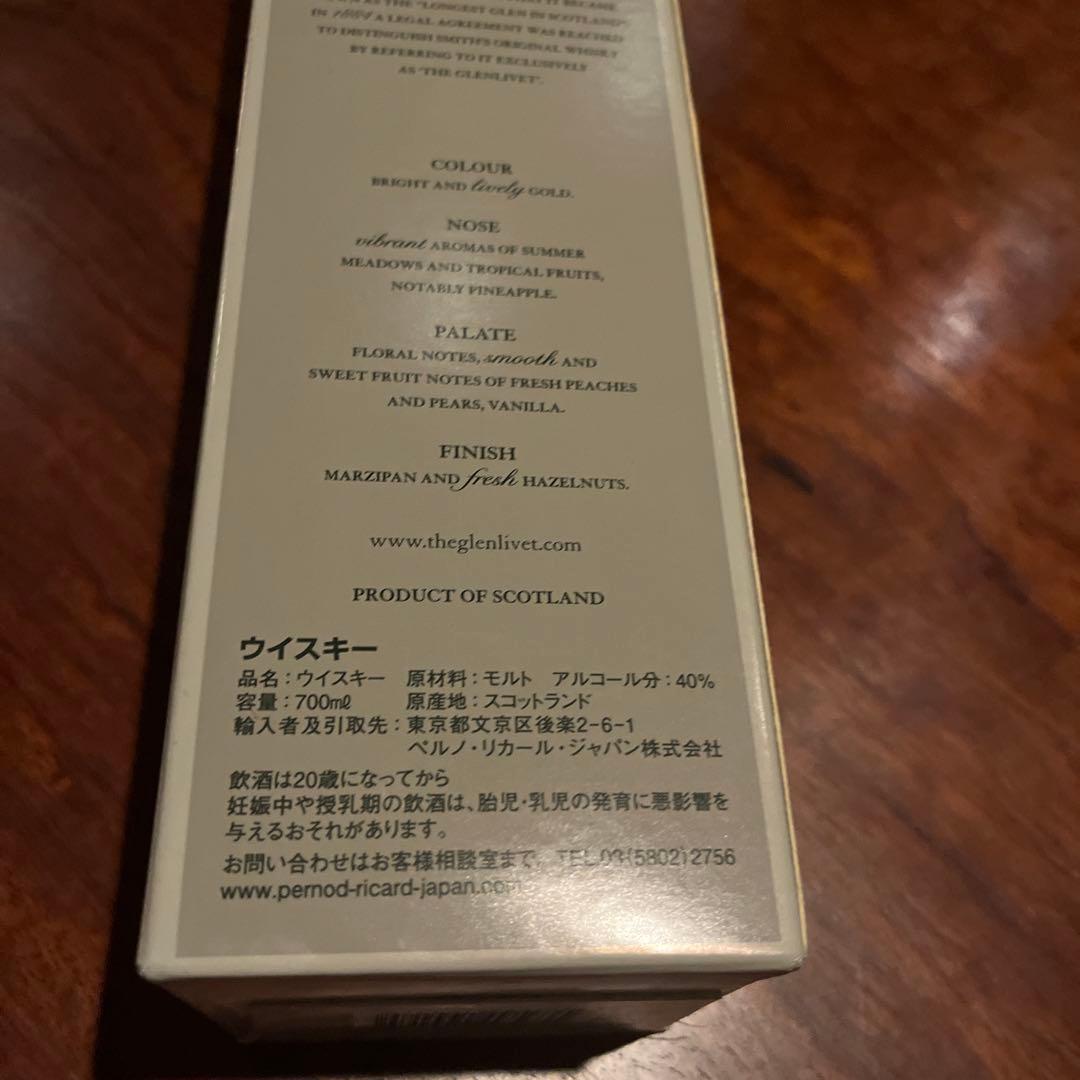 AS THE "LONGEST GLEN IN SCOTLAND".
IN 1884 A LEGAL AGREEMENT WAS REACHED
TO DISTINGUISH SMITH'S ORIGINAL WHISKY
BY REFERRING TO IT EXCLUSIVELY
AS 'THE GLENLIVET'.
COLOUR
BRIGHT AND lively GOLD.
NOSE
vibrant AROMAS OF SUMMER
MEADOWS AND TROPICAL FRUITS,
NOTABLY PINEAPPLE.
PALATE
FLORAL NOTES, smooth AND
SWEET FRUIT NOTES OF FRESH PEACHES
AND PEARS, VANILLA.
FINISH
MARZIPAN AND fresh HAZELNUTS.
www.theglenlivet.com
PRODUCT OF SCOTLAND
ウイスキー
品名：ウイスキー 原材料：モルト アルコール分：40%
容量：700mℓ 原産地：スコットランド
輸入者及引取先：東京都文京区後楽2-6-1
ペルノ・リカール・ジャパン株式会社
飲酒は20歳になってから
妊娠中や授乳期の飲酒は、胎児・乳児の発育に悪影響を
与えるおそれがあります。
お問い合わせはお客様相談室まで。 TEL 03(5802)2756
www.pernod-ricard-japan.com